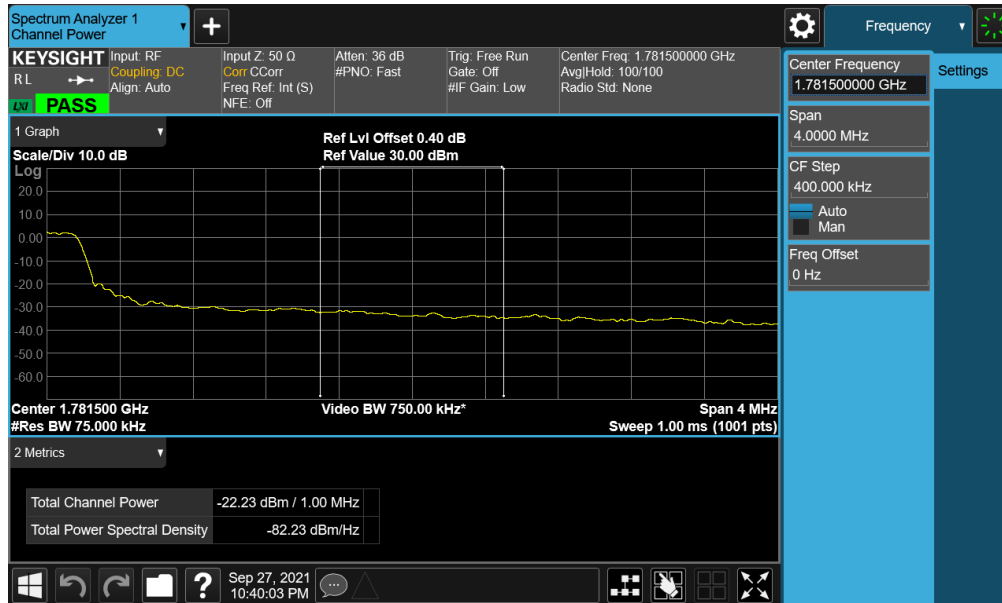 Spectrum Analyzer 1
Channel Power
+
Frequency
KEYSIGHT
R L
LXI
PASS
Input: RF
Coupling: DC
Align: Auto
Input Z: 50 Ω
Corr CCorr
Freq Ref: Int (S)
NFE: Off
Atten: 36 dB
#PNO: Fast
Trig: Free Run
Gate: Off
#IF Gain: Low
Center Freq: 1.781500000 GHz
Avg|Hold: 100/100
Radio Std: None
Center Frequency
1.781500000 GHz
Settings
Span
4.0000 MHz
CF Step
400.000 kHz
Auto
Man
Freq Offset
0 Hz
1 Graph
Scale/Div 10.0 dB
Ref Lvl Offset 0.40 dB
Ref Value 30.00 dBm
Log
20.0
10.0
0.00
-10.0
-20.0
-30.0
-40.0
-50.0
-60.0
Center 1.781500 GHz
#Res BW 75.000 kHz
Video BW 750.00 kHz*
Span 4 MHz
Sweep 1.00 ms (1001 pts)
2 Metrics
Total Channel Power -22.23 dBm / 1.00 MHz
Total Power Spectral Density -82.23 dBm/Hz
?
Sep 27, 2021
10:40:03 PM